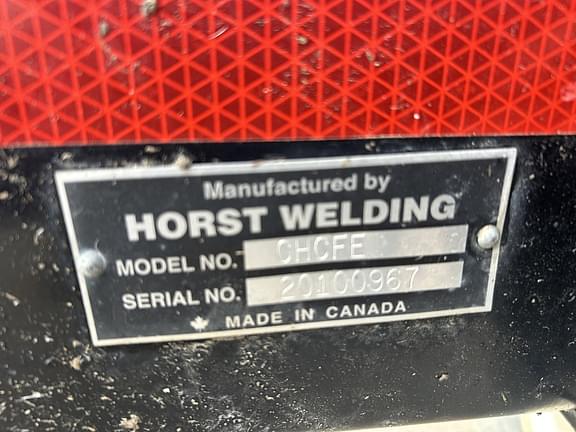 Manufactured by
HORST WELDING
MODEL NO. CHCFE
SERIAL NO. 20100967
MADE IN CANADA